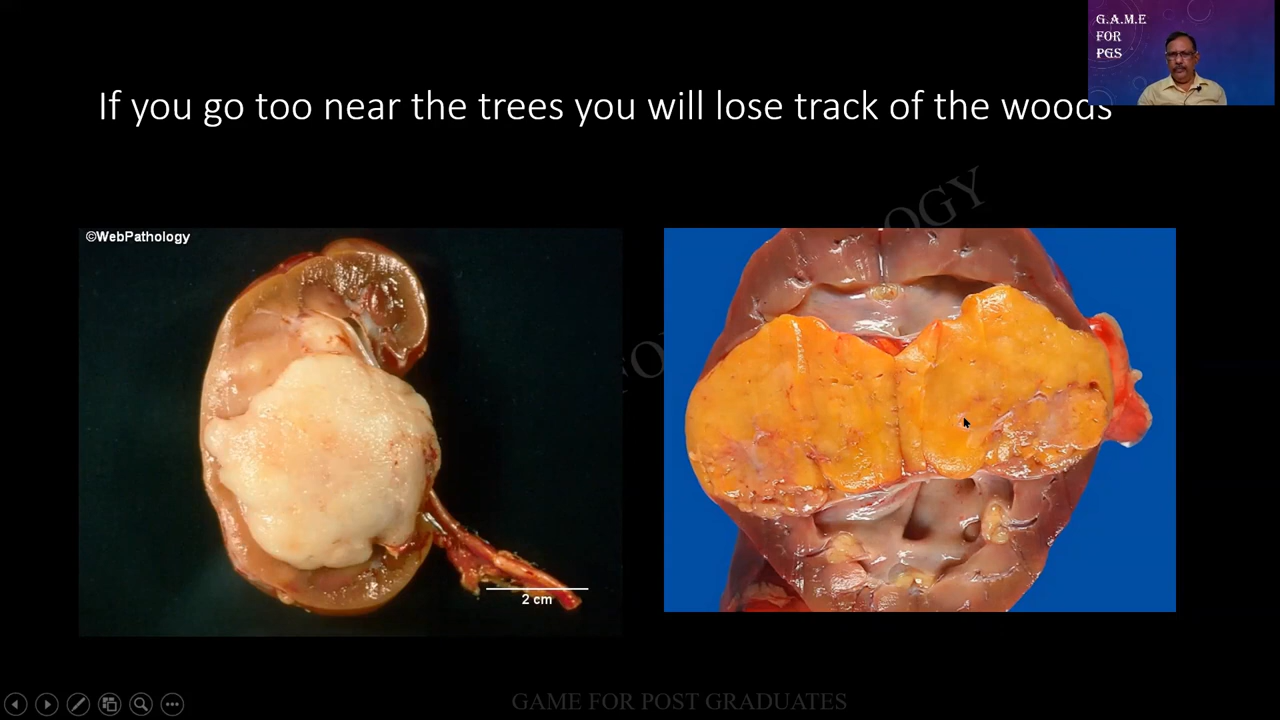 G.A.M.E
FOR
PGS
If you go too near the trees you will lose track of the woods
©WebPathology
2 cm
GAME FOR POST GRADUATES